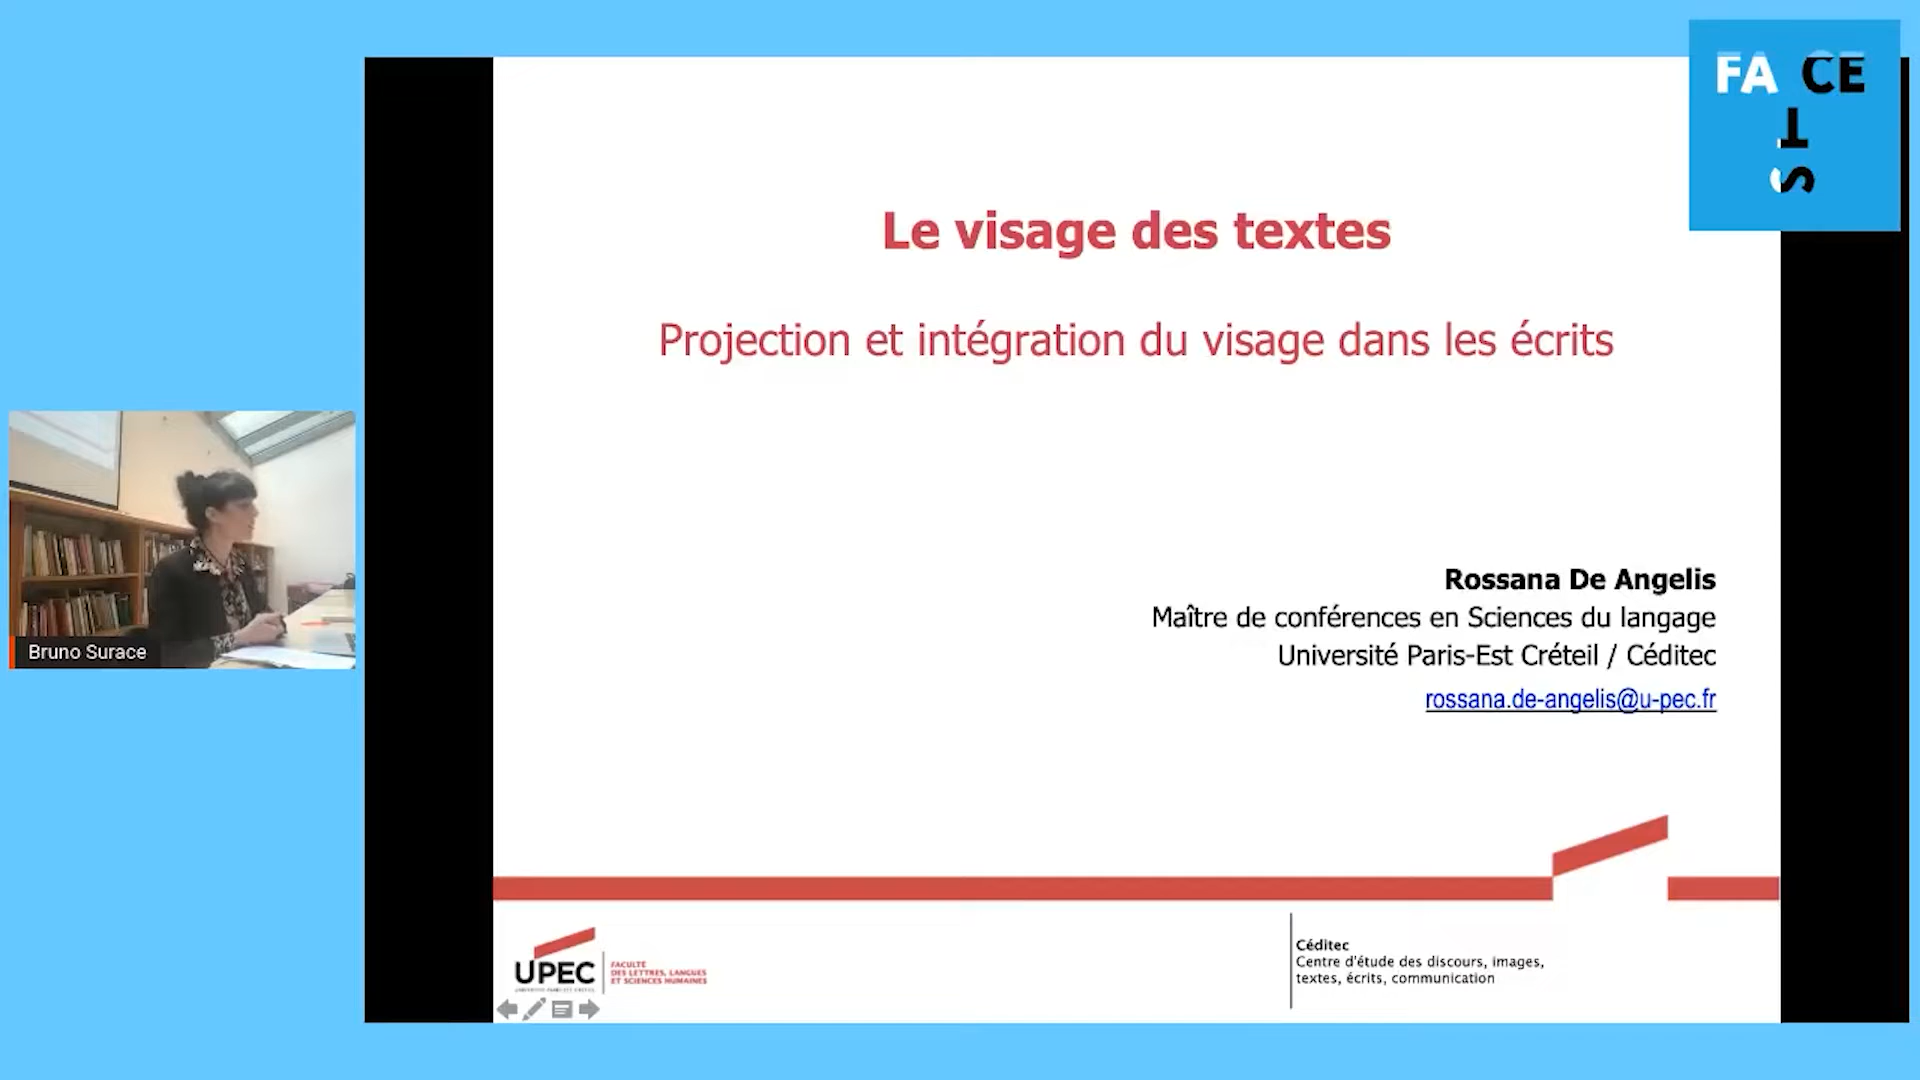 FA CE
T
S
Le visage des textes
Projection et intégration du visage dans les écrits
Rossana De Angelis
Maître de conférences en Sciences du langage
Université Paris-Est Créteil / Céditec
rossana.de-angelis@u-pec.fr
Bruno Surace
UPEC
FACULTÉ
DES LETTRES, LANGUES
ET SCIENCES HUMAINES
Céditec
Centre d'étude des discours, images,
textes, écrits, communication